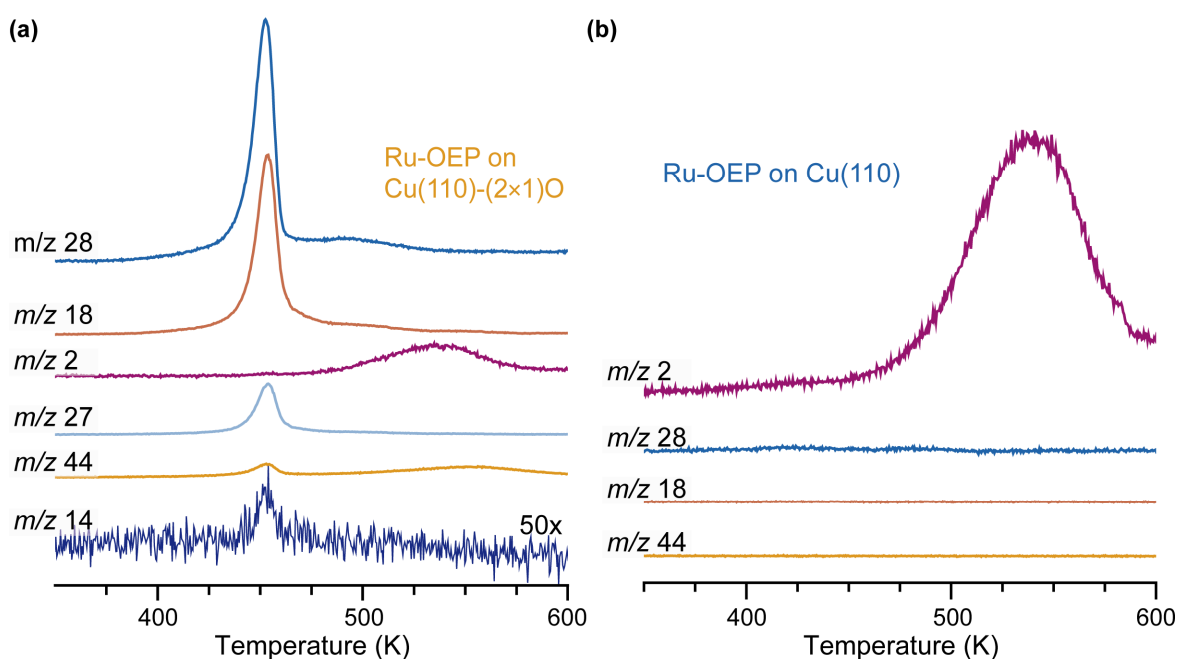 (a)
Ru-OEP on
Cu(110)-(2×1)O
m/z 28
m/z 18
m/z 2
m/z 27
m/z 44
m/z 14
50x
400
500
600
Temperature (K)
(b)
Ru-OEP on Cu(110)
m/z 2
m/z 28
m/z 18
m/z 44
400
500
600
Temperature (K)